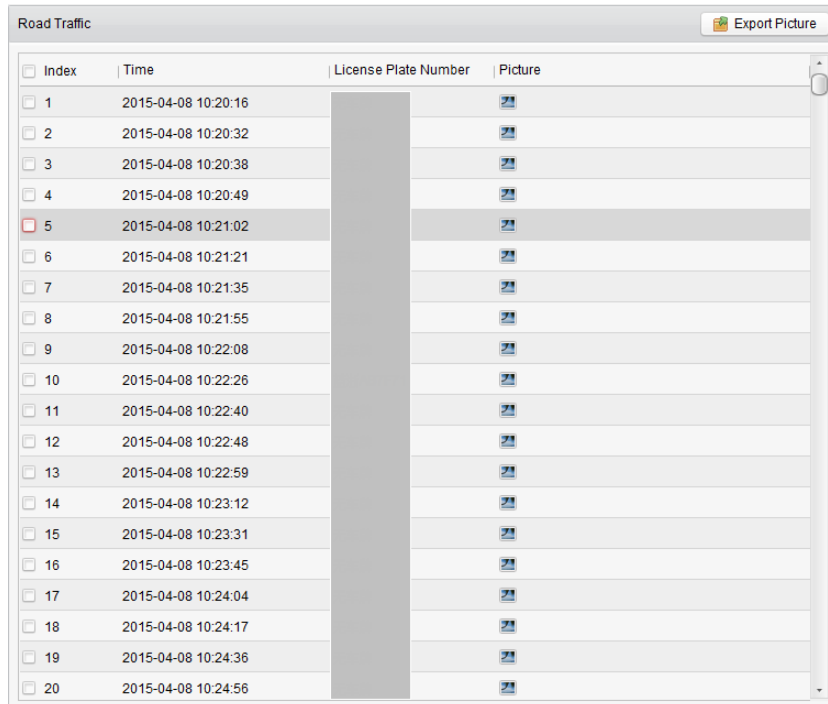 Road Traffic Export Picture
Index Time License Plate Number Picture
1 2015-04-08 10:20:16
2 2015-04-08 10:20:32
3 2015-04-08 10:20:38
4 2015-04-08 10:20:49
5 2015-04-08 10:21:02
6 2015-04-08 10:21:21
7 2015-04-08 10:21:35
8 2015-04-08 10:21:55
9 2015-04-08 10:22:08
10 2015-04-08 10:22:26
11 2015-04-08 10:22:40
12 2015-04-08 10:22:48
13 2015-04-08 10:22:59
14 2015-04-08 10:23:12
15 2015-04-08 10:23:31
16 2015-04-08 10:23:45
17 2015-04-08 10:24:04
18 2015-04-08 10:24:17
19 2015-04-08 10:24:36
20 2015-04-08 10:24:56